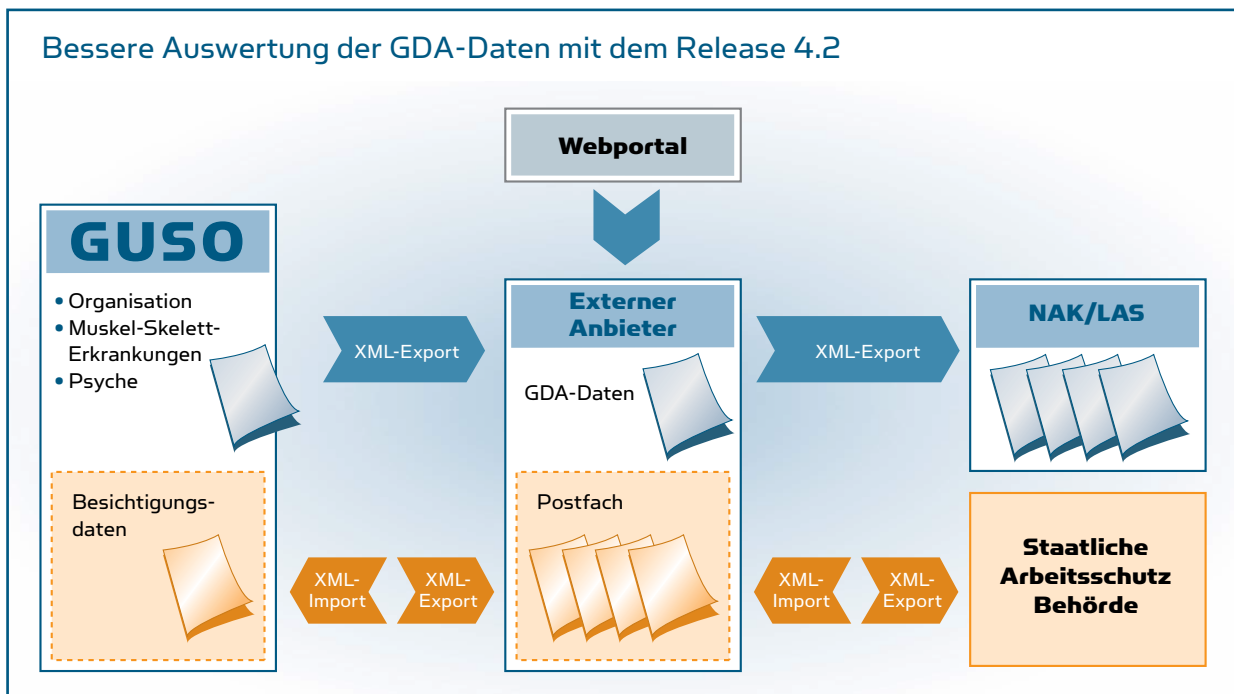 Bessere Auswertung der GDA-Daten mit dem Release 4.2
Webportal
GUSO
• Organisation
• Muskel-Skelett-
Erkrankungen
• Psyche
XML-Export
Externer
Anbieter
GDA-Daten
XML-Export
NAK/LAS
Besichtigungs-
daten
XML-
Import
XML-
Export
Postfach
XML-
Import
XML-
Export
Staatliche
Arbeitsschutz
Behörde